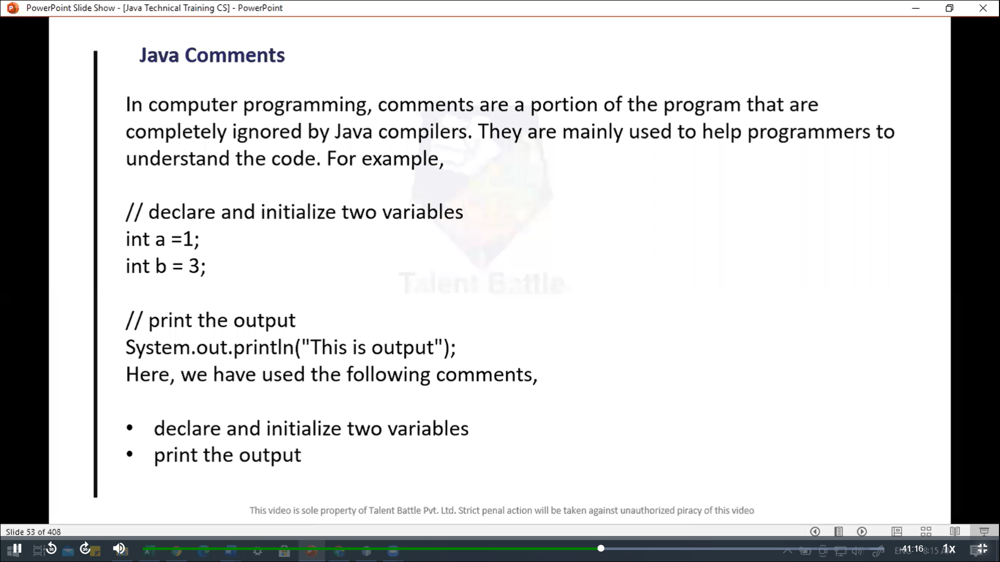 PowerPoint Slide Show - [Java Technical Training CS] - PowerPoint
Java Comments
In computer programming, comments are a portion of the program that are
completely ignored by Java compilers. They are mainly used to help programmers to
understand the code. For example,
// declare and initialize two variables
int a =1;
int b = 3;
Talent Battle
// print the output
System.out.println("This is output");
Here, we have used the following comments,
• declare and initialize two variables
• print the output
This video is sole property of Talent Battle Pvt. Ltd. Strict penal action will be taken against unauthorized piracy of this video
Slide 53 of 408
10
30
-41:16
1x